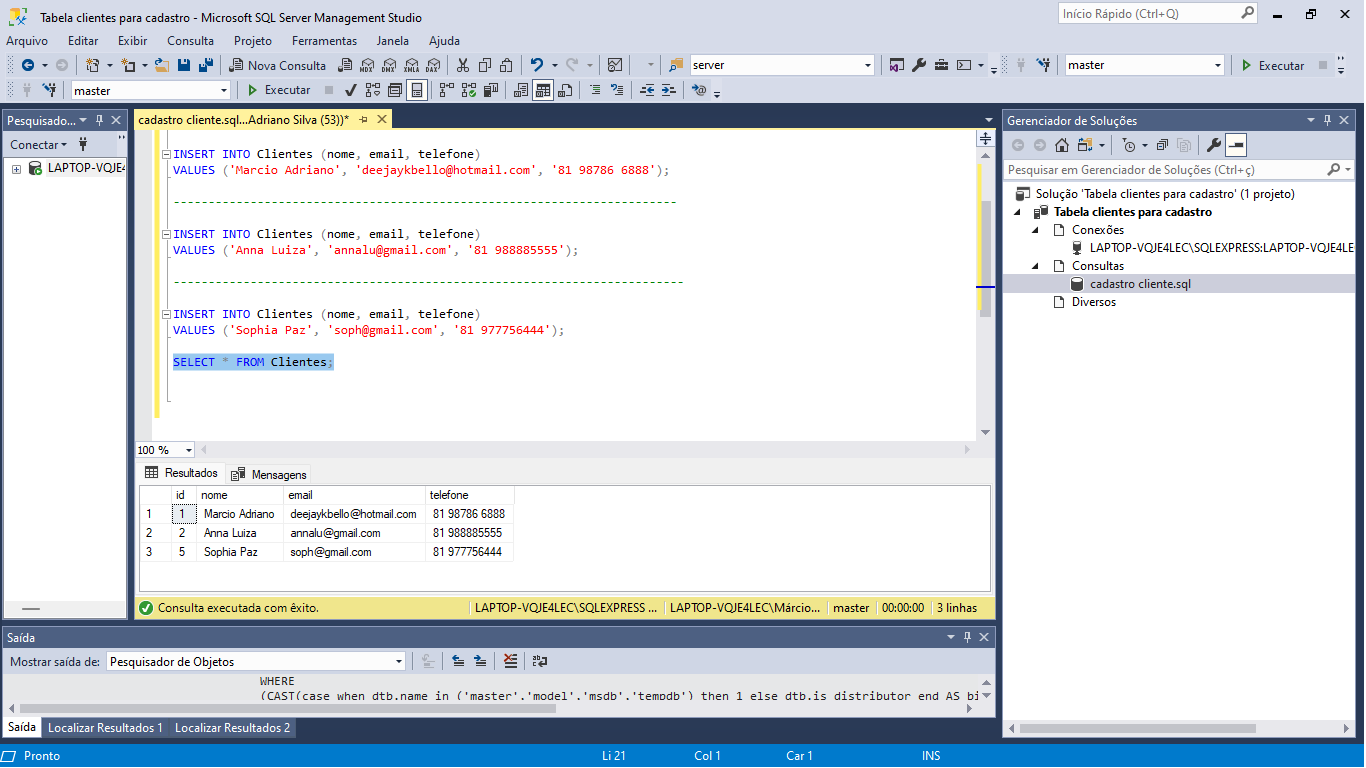 Tabela clientes para cadastro - Microsoft SQL Server Management Studio
Início Rápido (Ctrl+Q)
Arquivo Editar Exibir Consulta Projeto Ferramentas Janela Ajuda
Nova Consulta MDX DMX XMLA DAX server master Executar
master Executar
Pesquisado...
Conectar
LAPTOP-VQJE4
cadastro cliente.sql...Adriano Silva (53))*
INSERT INTO Clientes (nome, email, telefone)
VALUES ('Marcio Adriano', 'deejaykbello@hotmail.com', '81 98786 6888');
------------------------------------------------------------------------
INSERT INTO Clientes (nome, email, telefone)
VALUES ('Anna Luiza', 'annalu@gmail.com', '81 988885555');
-------------------------------------------------------------------------
INSERT INTO Clientes (nome, email, telefone)
VALUES ('Sophia Paz', 'soph@gmail.com', '81 977756444');
SELECT * FROM Clientes;
100 %
Resultados Mensagens
id nome email telefone
1 1 Marcio Adriano deejaykbello@hotmail.com 81 98786 6888
2 2 Anna Luiza annalu@gmail.com 81 988885555
3 5 Sophia Paz soph@gmail.com 81 977756444
Consulta executada com êxito. LAPTOP-VQJE4LEC\SQLEXPRESS ... LAPTOP-VQJE4LEC\Márcio... master 00:00:00 3 linhas
Saída
Mostrar saída de: Pesquisador de Objetos
WHERE
(CAST(case when dtb.name in ('master','model','msdb','tempdb') then 1 else dtb.is_distributor end AS bi
Saída Localizar Resultados 1 Localizar Resultados 2
Gerenciador de Soluções
Pesquisar em Gerenciador de Soluções (Ctrl+ç)
Solução 'Tabela clientes para cadastro' (1 projeto)
Tabela clientes para cadastro
Conexões
LAPTOP-VQJE4LEC\SQLEXPRESS:LAPTOP-VQJE4LE
Consultas
cadastro cliente.sql
Diversos
Pronto Li 21 Col 1 Car 1 INS